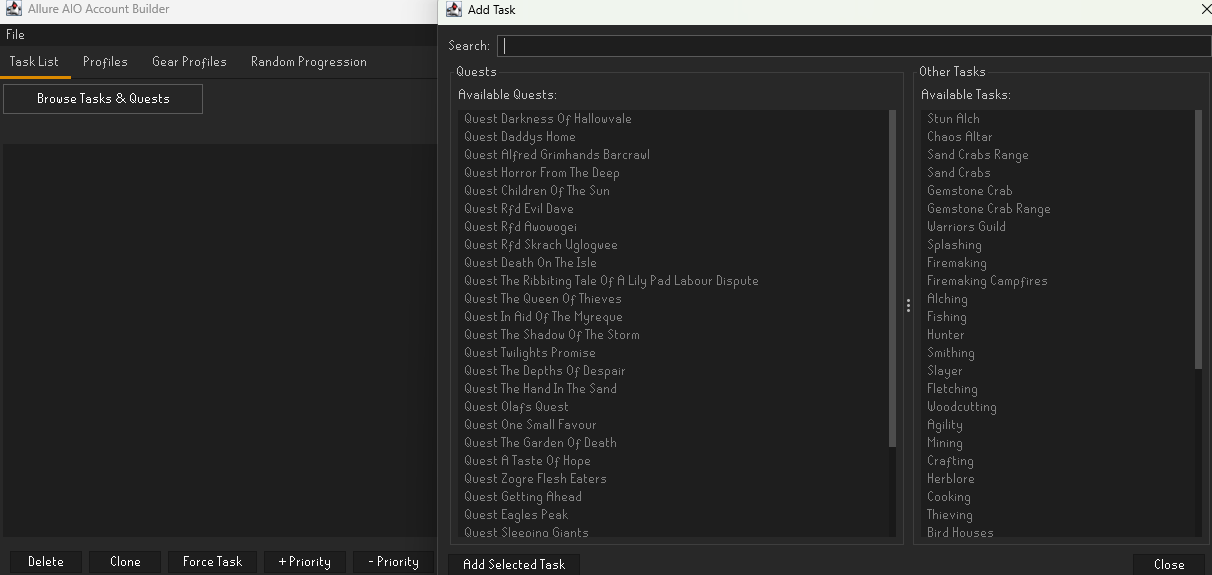 Allure AIO Account Builder
File
Task List Profiles Gear Profiles Random Progression
Browse Tasks & Quests
Delete Clone Force Task +Priority - Priority
Add Task
Search:
Quests
Available Quests:
Quest Darkness Of Hallowvale
Quest Daddys Home
Quest Alfred Grimhands Barcrawl
Quest Horror From The Deep
Quest Children Of The Sun
Quest Rfd Evil Dave
Quest Rfd Awowogei
Quest Rfd Skrach Uglogwee
Quest Death On The Isle
Quest The Ribbiting Tale Of A Lily Pad Labour Dispute
Quest The Queen Of Thieves
Quest In Aid Of The Myreque
Quest The Shadow Of The Storm
Quest Twilights Promise
Quest The Depths Of Despair
Quest The Hand In The Sand
Quest Olafs Quest
Quest One Small Favour
Quest The Garden Of Death
Quest A Taste Of Hope
Quest Zogre Flesh Eaters
Quest Getting Ahead
Quest Eagles Peak
Quest Sleeping Giants
Other Tasks
Available Tasks:
Stun Alch
Chaos Altar
Sand Crabs Range
Sand Crabs
Gemstone Crab
Gemstone Crab Range
Warriors Guild
Splashing
Firemaking
Firemaking Campfires
Alching
Fishing
Hunter
Smithing
Slayer
Fletching
Woodcutting
Agility
Mining
Crafting
Herblore
Cooking
Thieving
Bird Houses
Add Selected Task
Close